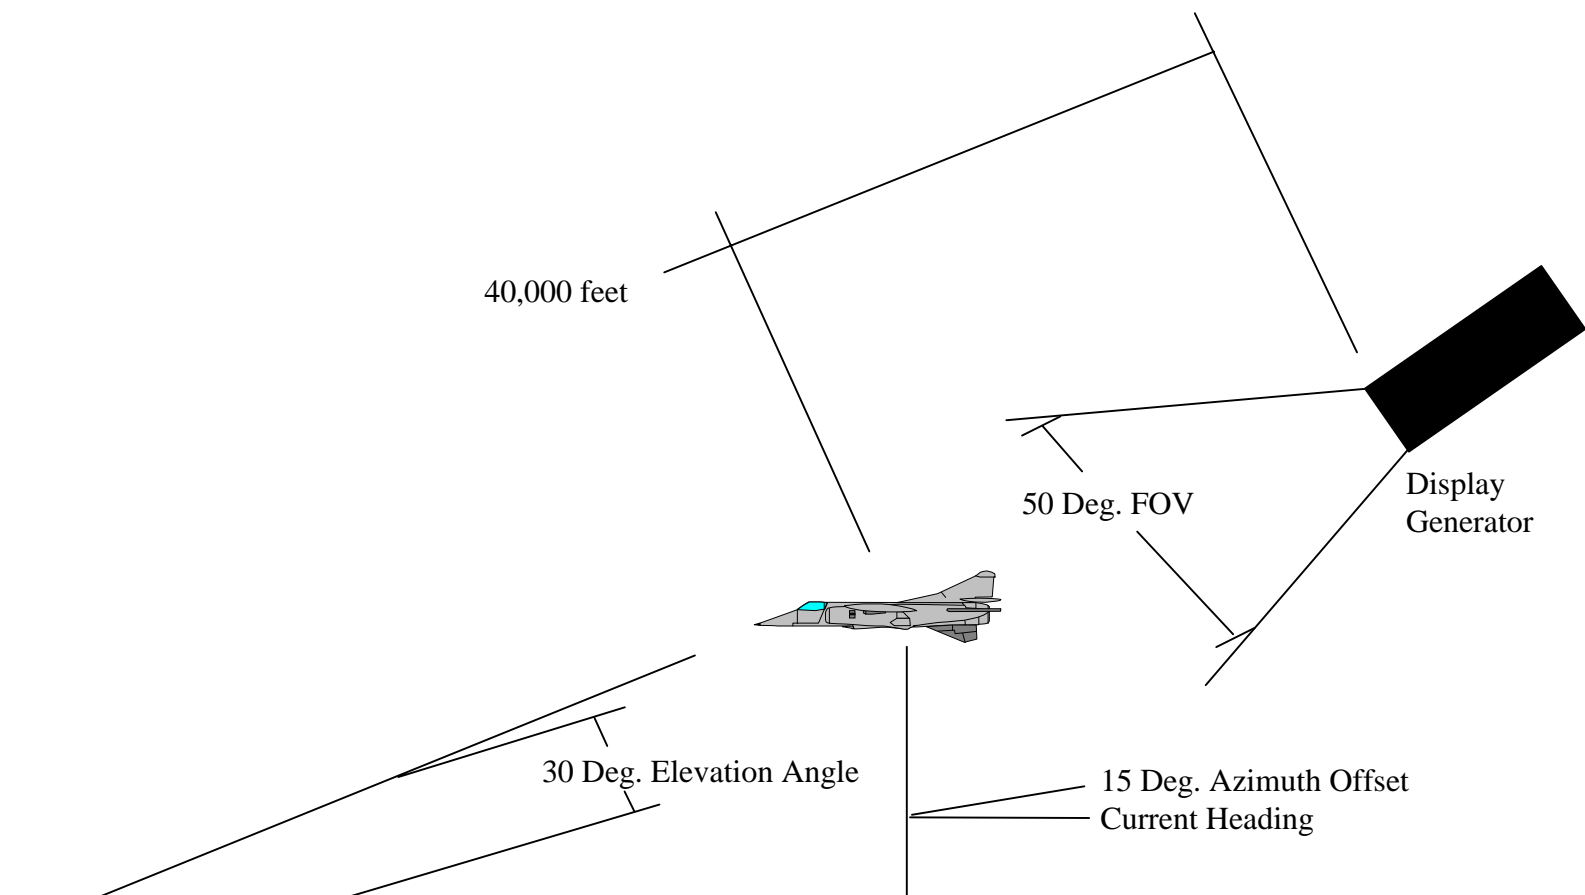 40,000 feet
Display
Generator
50 Deg. FOV
30 Deg. Elevation Angle
15 Deg. Azimuth Offset
Current Heading